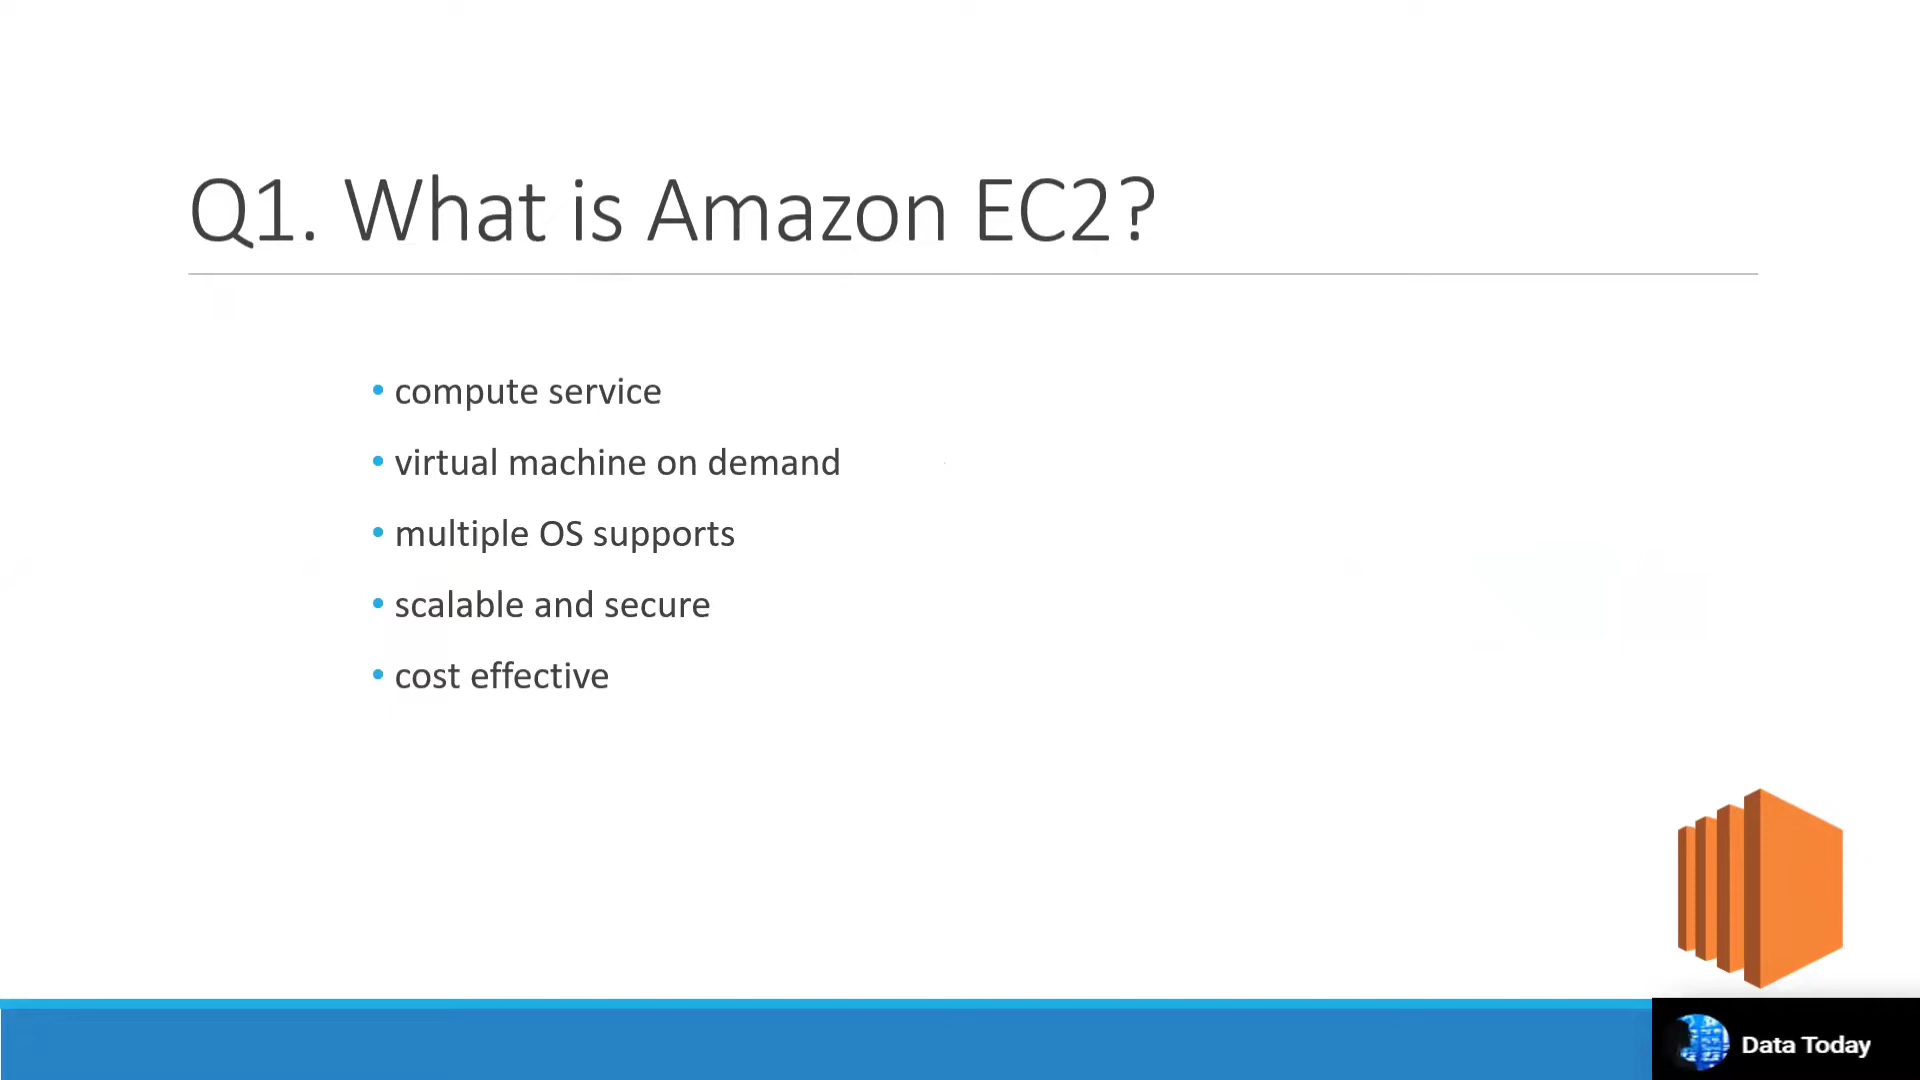 Q1. What is Amazon EC2?
• compute service
• virtual machine on demand
• multiple OS supports
• scalable and secure
• cost effective
Data Today